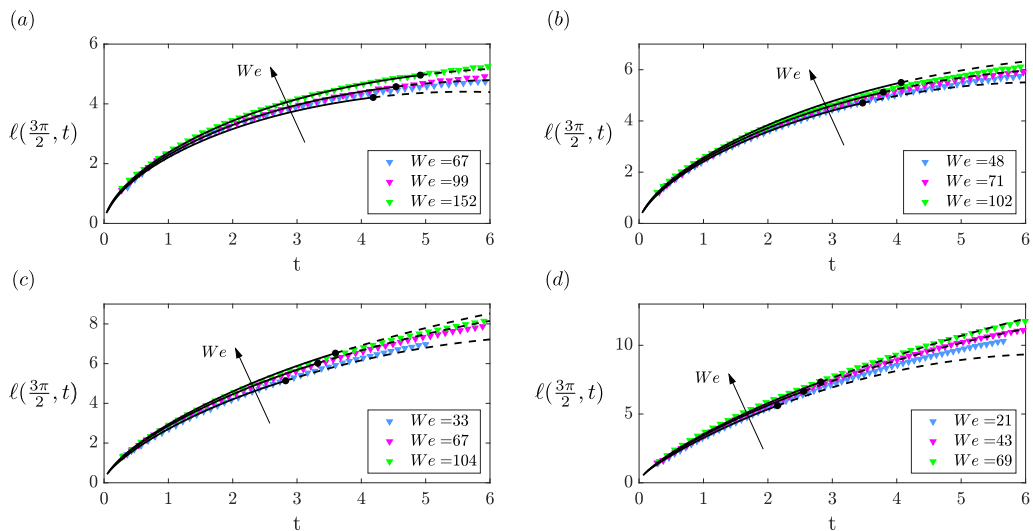 (a)
6
4
2
0
ℓ(3π/2, t)
We
We =67
We =99
We =152
0 1 2 3 4 5 6
t
(b)
6
4
2
0
ℓ(3π/2, t)
We
We =48
We =71
We =102
0 1 2 3 4 5 6
t
(c)
8
6
4
2
0
ℓ(3π/2, t)
We
We =33
We =67
We =104
0 1 2 3 4 5 6
t
(d)
10
5
0
ℓ(3π/2, t)
We
We =21
We =43
We =69
0 1 2 3 4 5 6
t